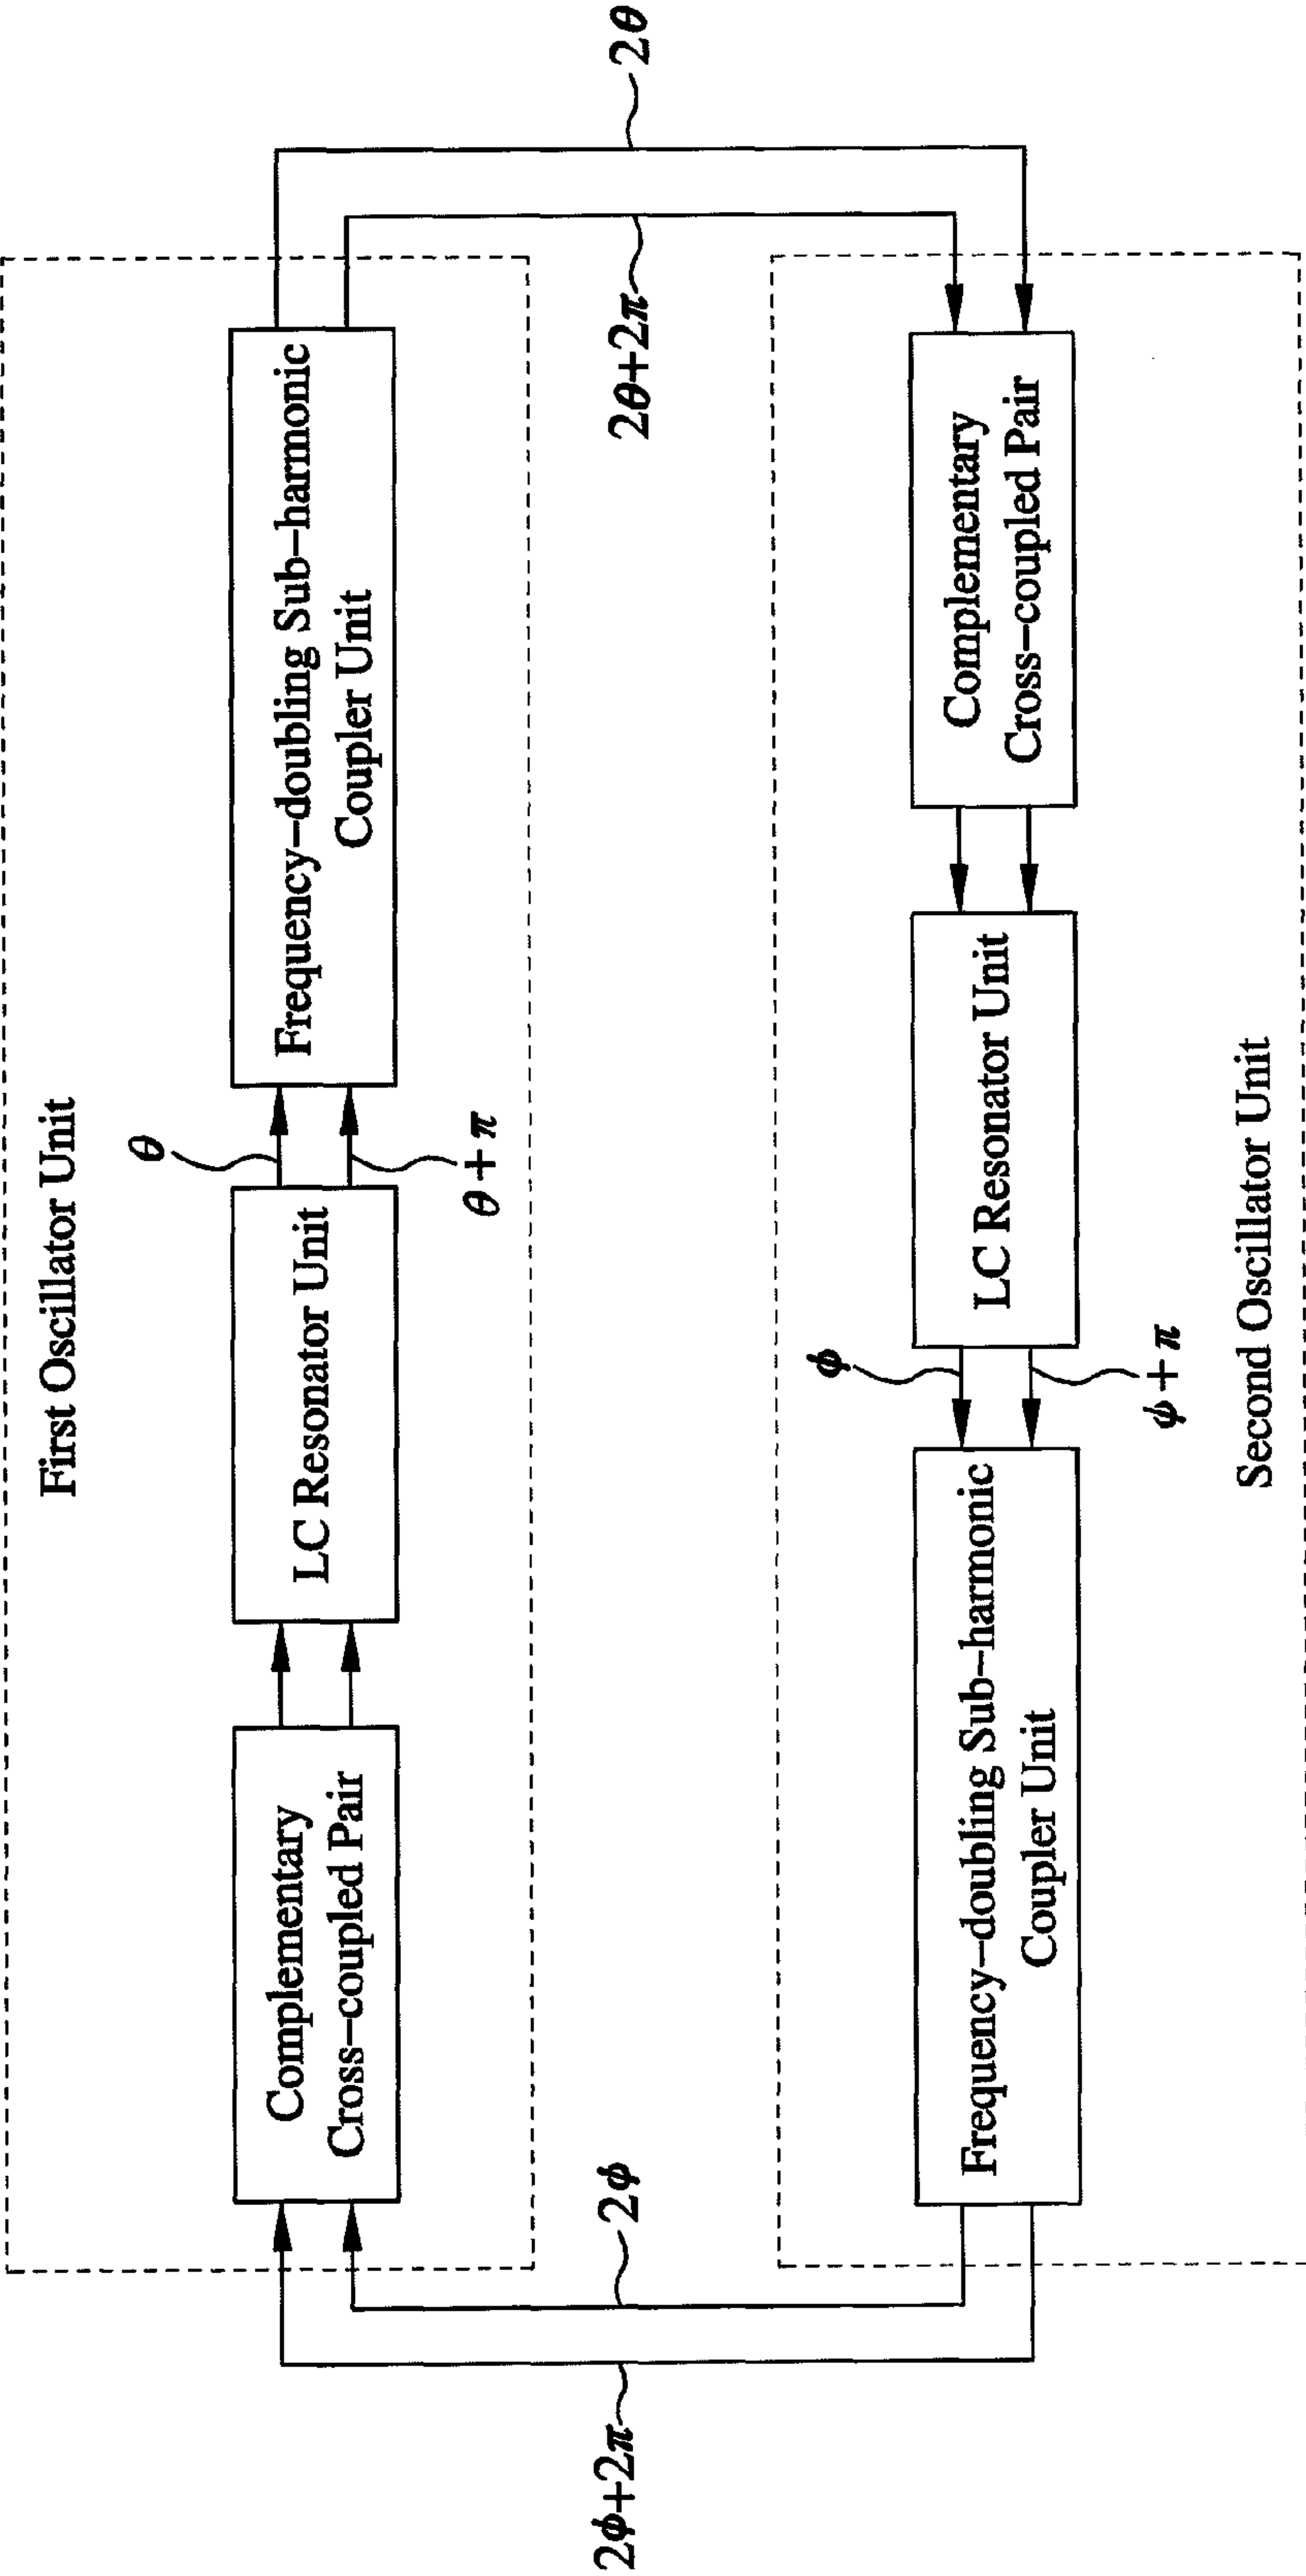 First Oscillator Unit
Complementary
Cross-coupled Pair
LC Resonator Unit
θ
θ+π
Frequency-doubling Sub-harmonic
Coupler Unit
2ϕ+2π
2ϕ
2θ+2π
2θ
Frequency-doubling Sub-harmonic
Coupler Unit
ϕ
ϕ+π
LC Resonator Unit
Complementary
Cross-coupled Pair
Second Oscillator Unit